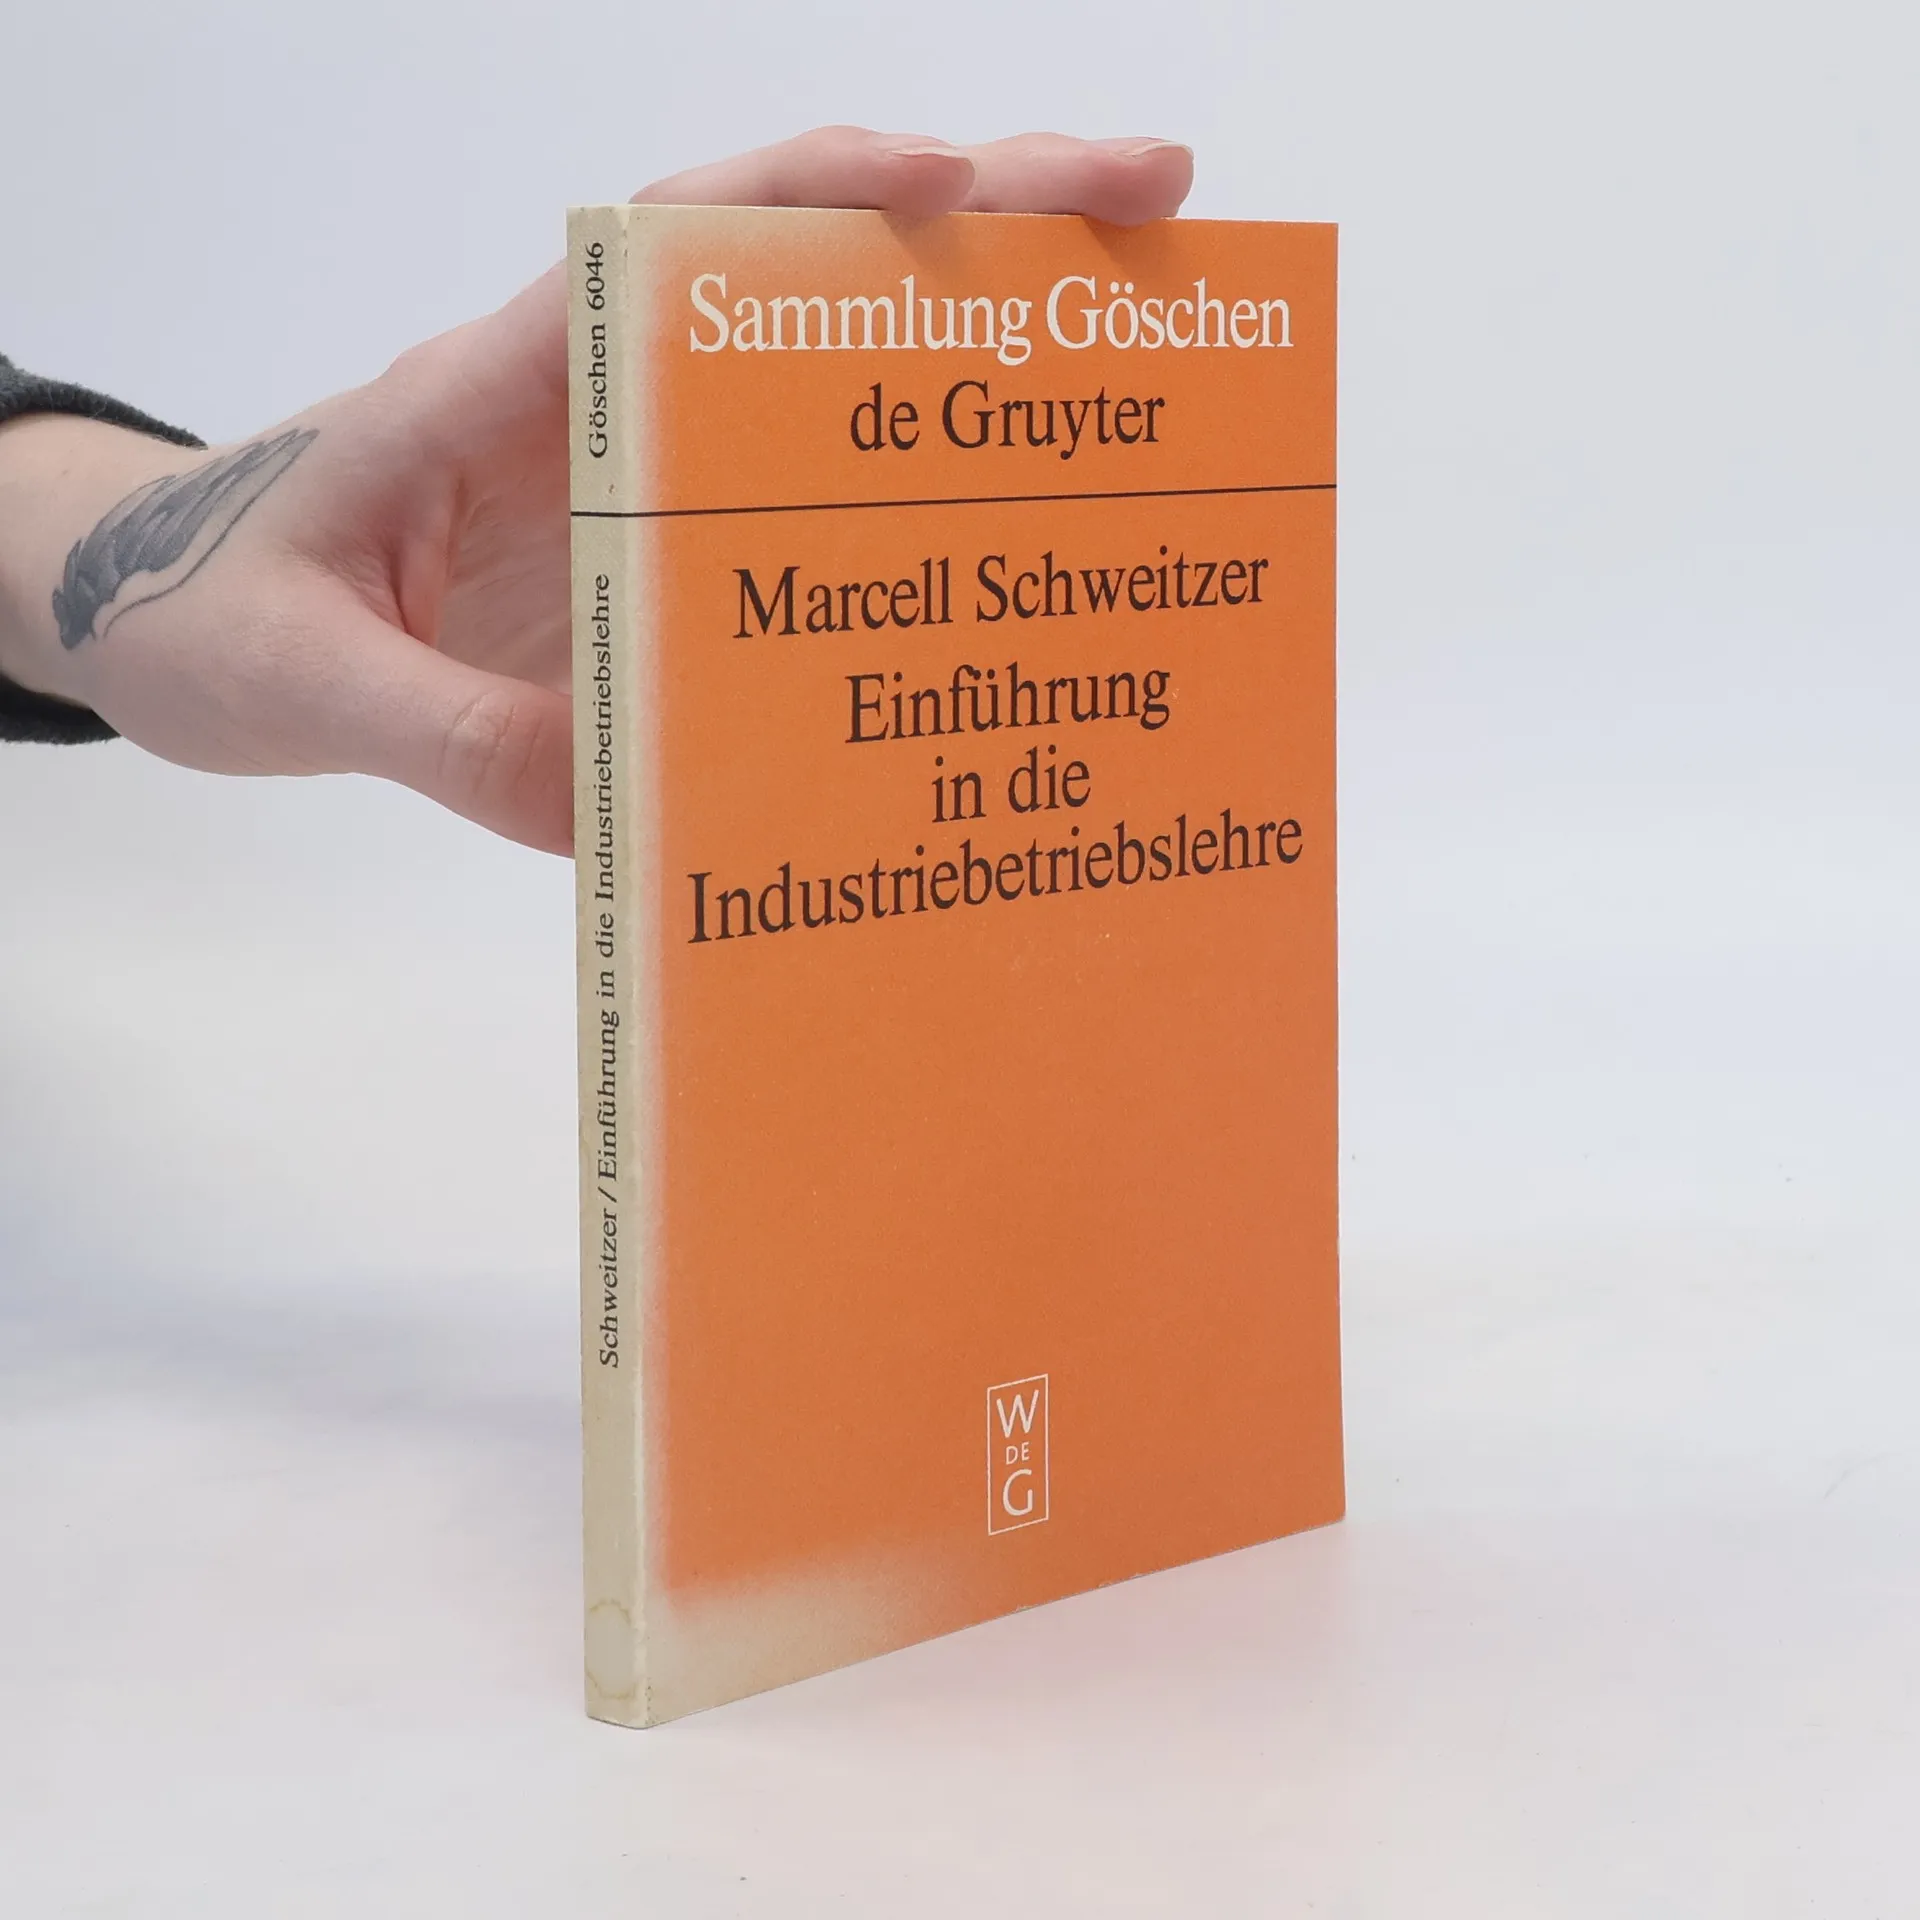 Sammlung Göschen
de Gruyter
Marcell Schweitzer
Einführung
in die
Industriebetriebslehre
W
DE
G
Schweitzer / Einführung in die Industriebetriebslehre
Göschen 6046